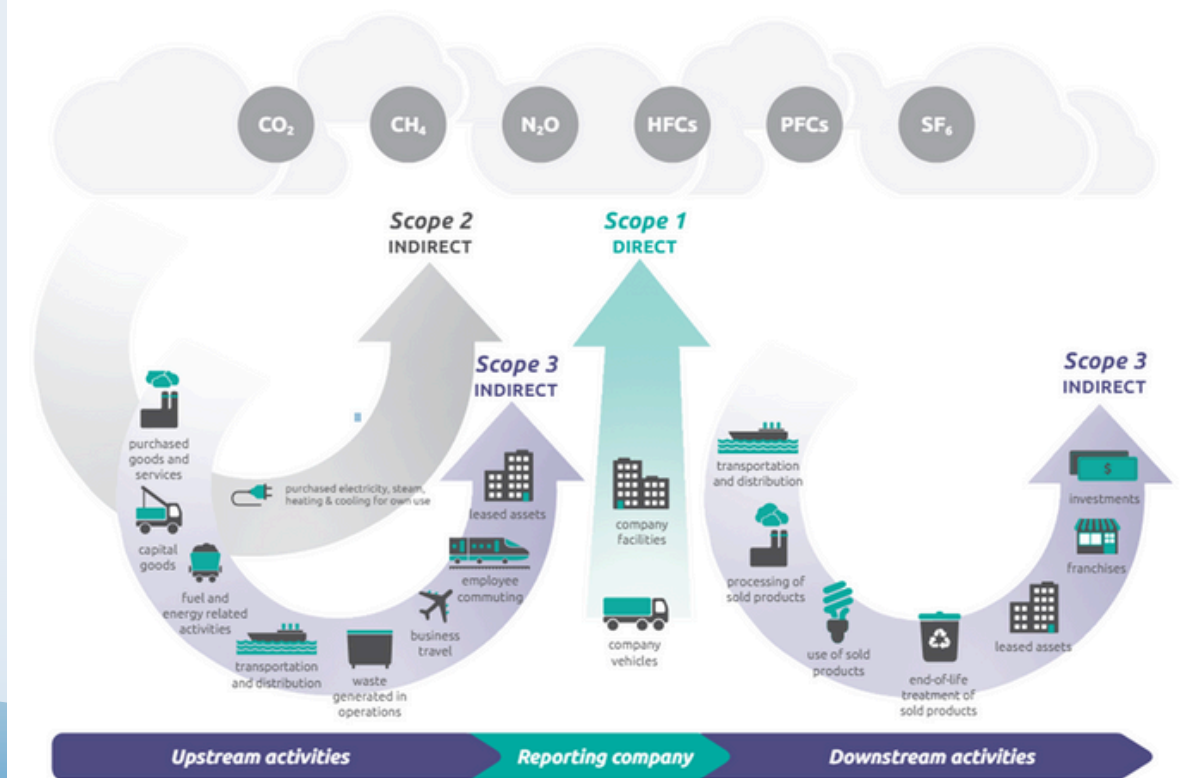 CO₂ CH₄ N₂O HFCs PFCs SF₆
Scope 2
INDIRECT
Scope 1
DIRECT
Scope 3
INDIRECT
Scope 3
INDIRECT
purchased
goods and
services
capital
goods
fuel and
energy related
activities
transportation
and distribution
waste
generated in
operations
business
travel
employee
commuting
leased assets
purchased electricity, steam,
heating & cooling for own use
company
facilities
company
vehicles
transportation
and distribution
processing of
sold products
use of sold
products
end-of-life
treatment of
sold products
leased assets
franchises
$
investments
Upstream activities
Reporting company
Downstream activities